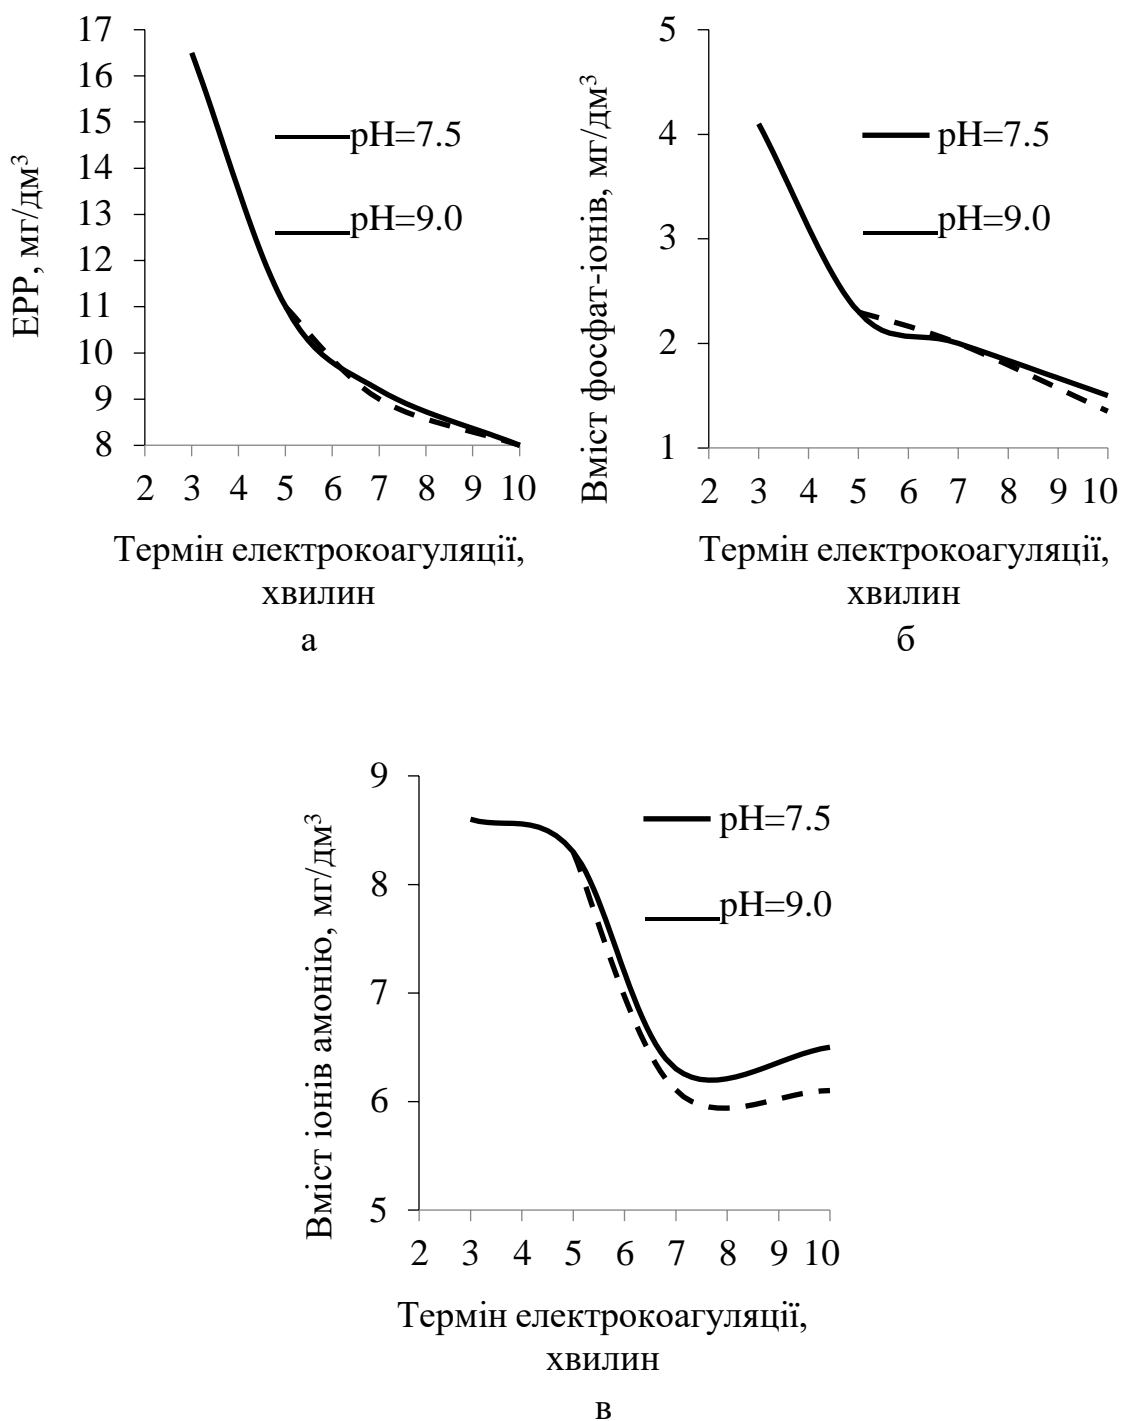 17
16
15
14
13
12
11
10
9
8
ЕРР, мг/дм³
pH=7.5
pH=9.0
2 3 4 5 6 7 8 9 10
Термін електрокоагуляції,
хвилин
а
5
4
3
2
1
Вміст фосфат-іонів, мг/дм³
pH=7.5
pH=9.0
2 3 4 5 6 7 8 9 10
Термін електрокоагуляції,
хвилин
б
9
8
7
6
5
Вміст іонів амонію, мг/дм³
pH=7.5
pH=9.0
2 3 4 5 6 7 8 9 10
Термін електрокоагуляції,
хвилин
в